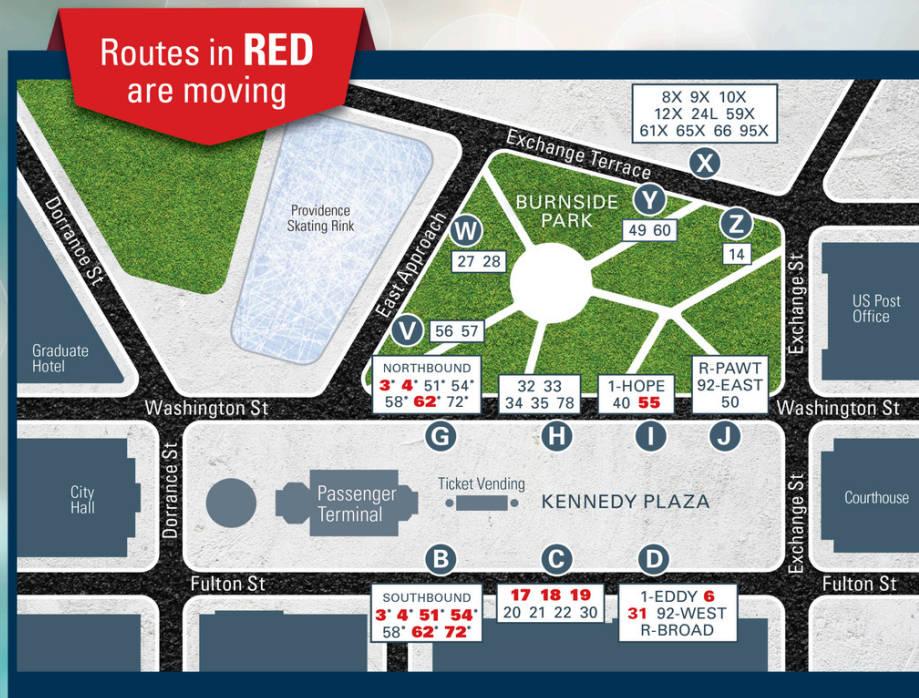 Routes in RED
are moving
8X 9X 10X
12X 24L 59X
61X 65X 66 95X
X
Exchange Terrace
BURNSIDE
PARK
Y
49 60
Z
14
Dorrance St
Providence
Skating Rink
East Approach
W
27 28
Exchange St
US Post
Office
V
56 57
Graduate
Hotel
NORTHBOUND
3* 4* 51* 54*
58* 62* 72*
32 33
34 35 78
1-HOPE
40 55
R-PAWT
92-EAST
50
Washington St
Washington St
G
H
I
J
City
Hall
Dorrance St
Passenger
Terminal
Ticket Vending
KENNEDY PLAZA
Exchange St
Courthouse
B
C
D
Fulton St
Fulton St
SOUTHBOUND
3* 4* 51* 54*
58* 62* 72*
17 18 19
20 21 22 30
1-EDDY 6
31 92-WEST
R-BROAD